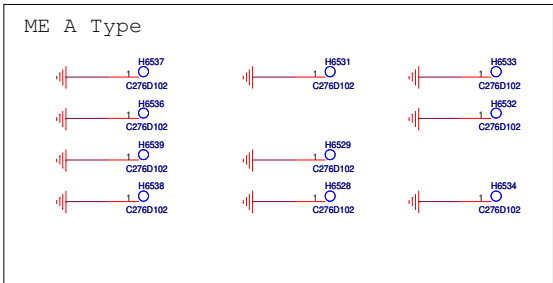 ME A Type
H6537 H6531 H6533
1 1 1
C276D102 C276D102 C276D102
H6536 H6532
1 1
C276D102 C276D102
H6539 H6529
1 1
C276D102 C276D102
H6538 H6528 H6534
1 1 1
C276D102 C276D102 C276D102